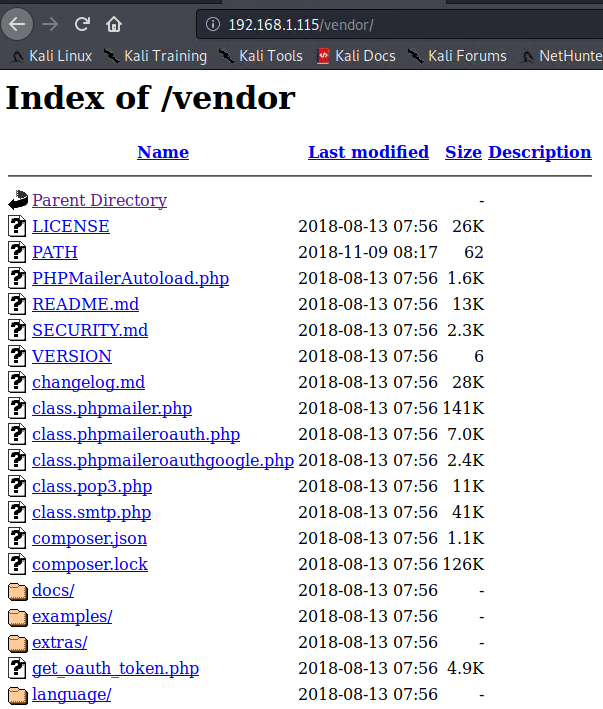 192.168.1.115/vendor/
Kali Linux Kali Training Kali Tools Kali Docs Kali Forums NetHunte
Index of /vendor
Name Last modified Size Description
Parent Directory -
LICENSE 2018-08-13 07:56 26K
PATH 2018-11-09 08:17 62
PHPMailerAutoload.php 2018-08-13 07:56 1.6K
README.md 2018-08-13 07:56 13K
SECURITY.md 2018-08-13 07:56 2.3K
VERSION 2018-08-13 07:56 6
changelog.md 2018-08-13 07:56 28K
class.phpmailer.php 2018-08-13 07:56 141K
class.phpmaileroauth.php 2018-08-13 07:56 7.0K
class.phpmaileroauthgoogle.php 2018-08-13 07:56 2.4K
class.pop3.php 2018-08-13 07:56 11K
class.smtp.php 2018-08-13 07:56 41K
composer.json 2018-08-13 07:56 1.1K
composer.lock 2018-08-13 07:56 126K
docs/ 2018-08-13 07:56 -
examples/ 2018-08-13 07:56 -
extras/ 2018-08-13 07:56 -
get_oauth_token.php 2018-08-13 07:56 4.9K
language/ 2018-08-13 07:56 -